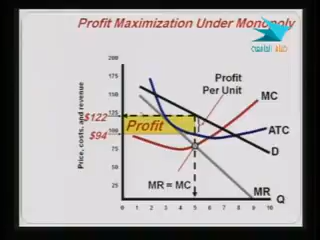 Profit Maximization Under Monopoly
200
175
150
125
100
75
50
25
0 1 2 3 4 5 6 7 8 9 10
Price, costs, and revenue
$122
$94
Profit
Profit
Per Unit
MC
ATC
D
MR = MC
MR
Q